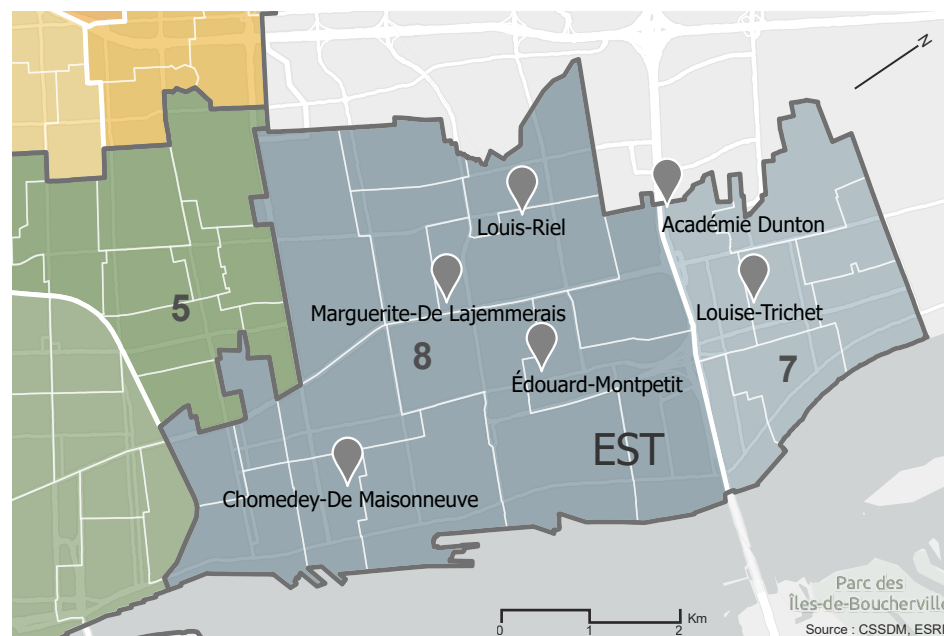 N
Louis-Riel
Académie Dunton
5
Marguerite-De Lajemmerais
Louise-Trichet
8
7
Édouard-Montpetit
EST
Chomedey-De Maisonneuve
Parc des
Îles-de-Boucherville
0 1 2 Km
Source : CSSDM, ESRI